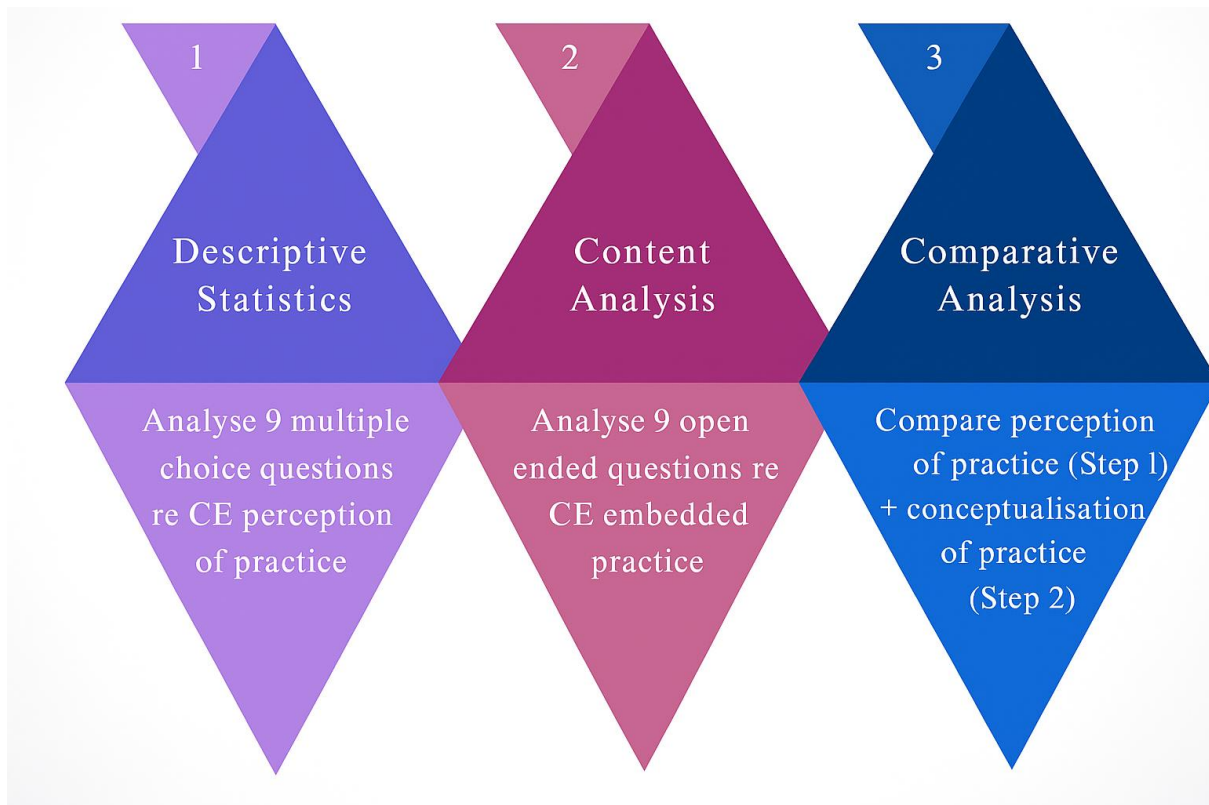 1
Descriptive
Statistics
Analyse 9 multiple
choice questions
re CE perception
of practice
2
Content
Analysis
Analyse 9 open
ended questions re
CE embedded
practice
3
Comparative
Analysis
Compare perception
of practice (Step l)
+ conceptualisation
of practice
(Step 2)